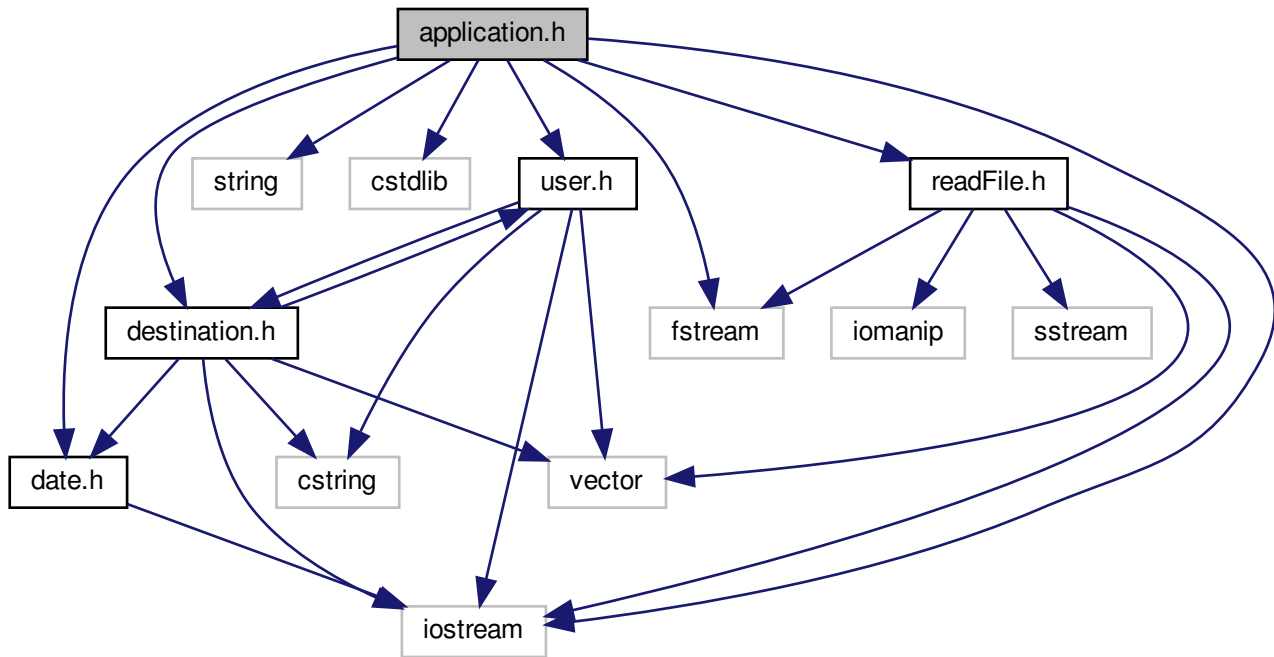 application.h
string
cstdlib
user.h
readFile.h
destination.h
fstream
iomanip
sstream
date.h
cstring
vector
iostream